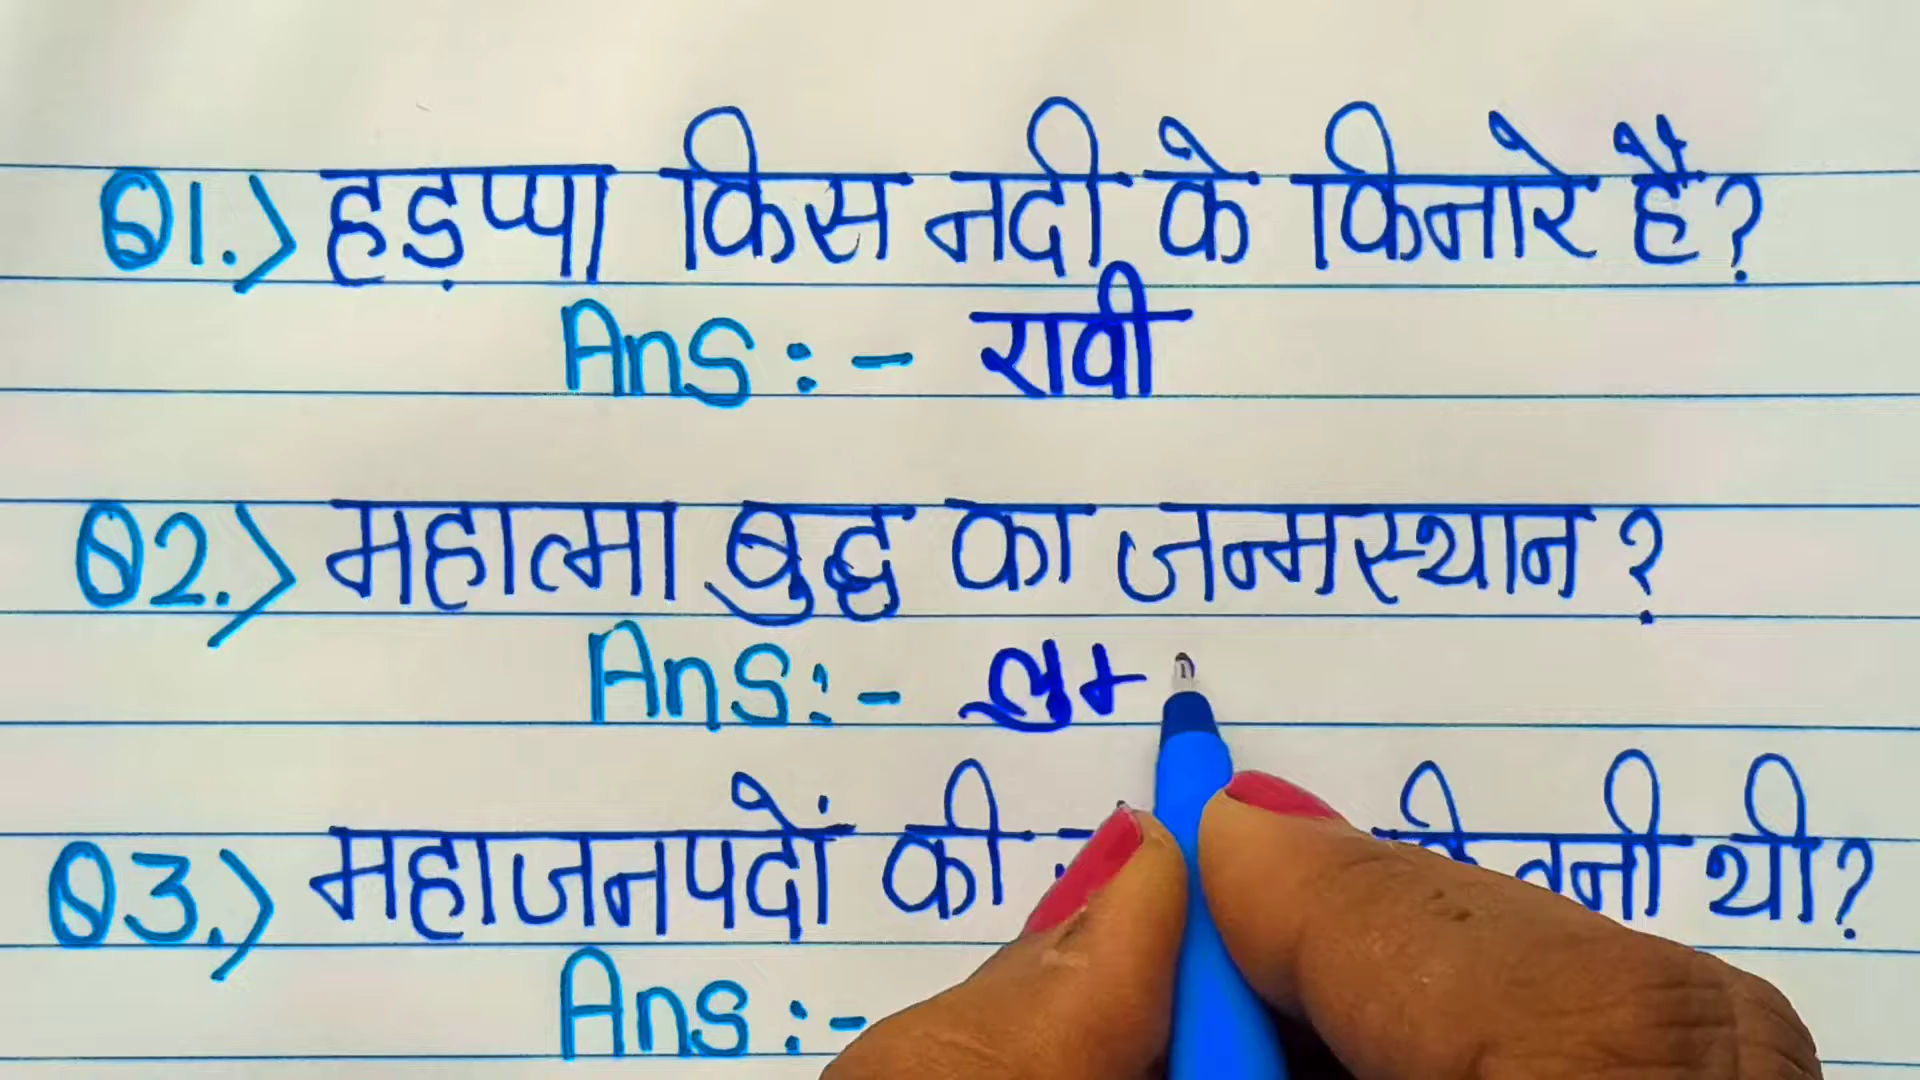 Q1.) हड़प्पा किस नदी के किनारे है?
Ans:- रावी
Q2.) महात्मा बुद्ध का जन्मस्थान ?
Ans:- लुम
Q3.) महाजनपदों की थी?
Ans:-